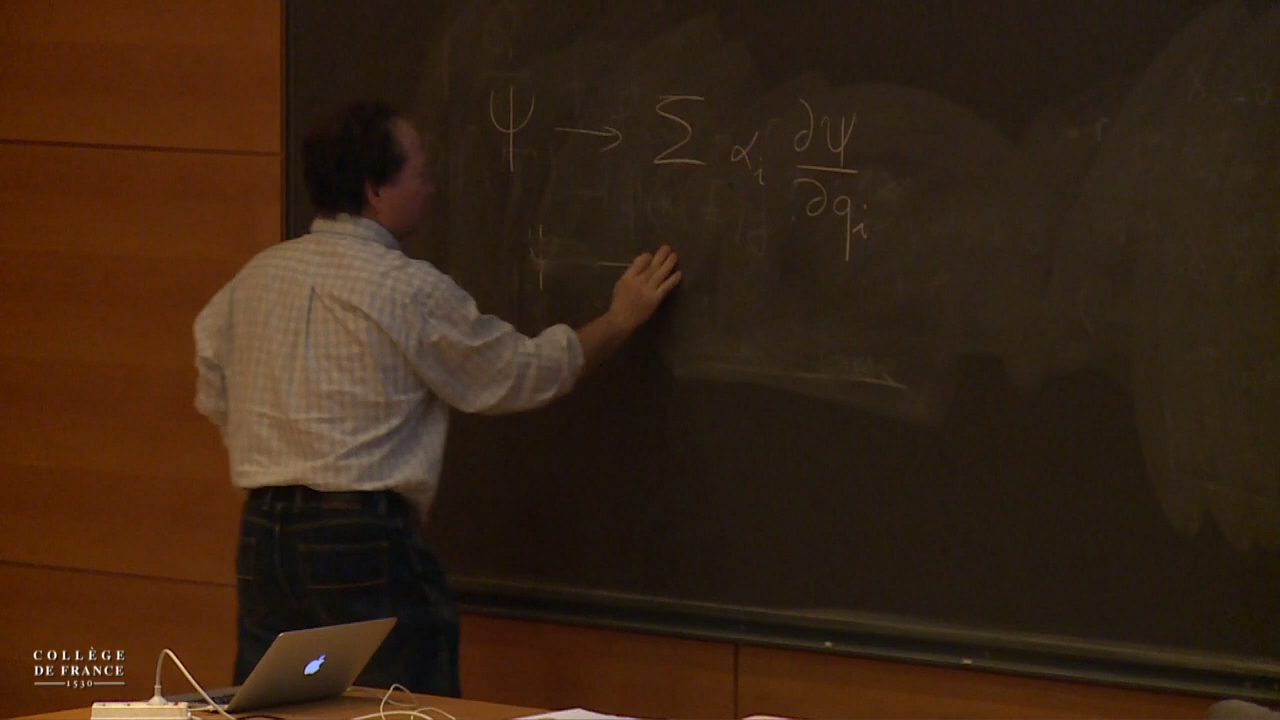 ψ → Σ αᵢ ∂ψ/∂qᵢ
ψ —
COLLÈGE
DE FRANCE
1530